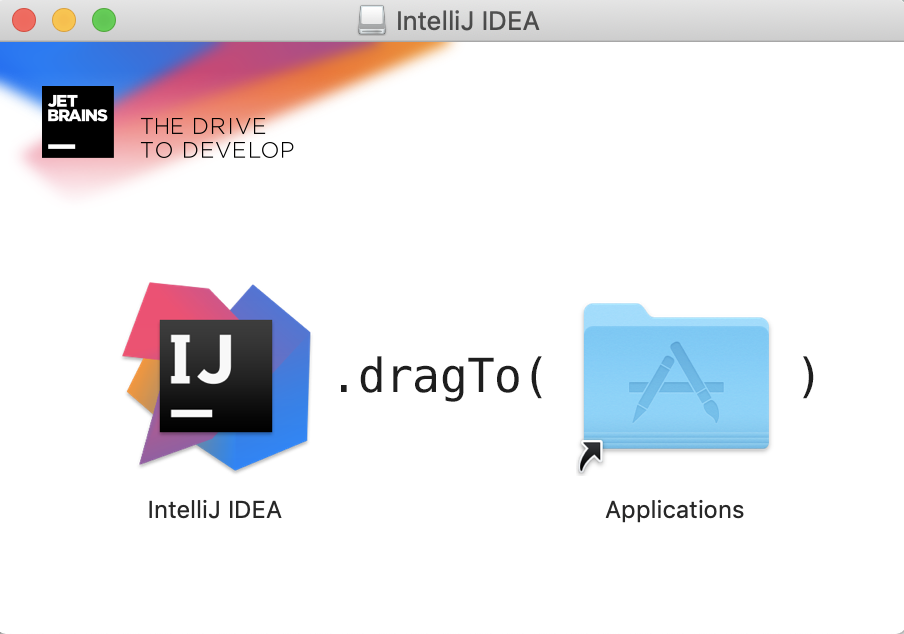 IntelliJ IDEA
JET
BRAINS
THE DRIVE
TO DEVELOP
IJ
.dragTo( )
IntelliJ IDEA
Applications